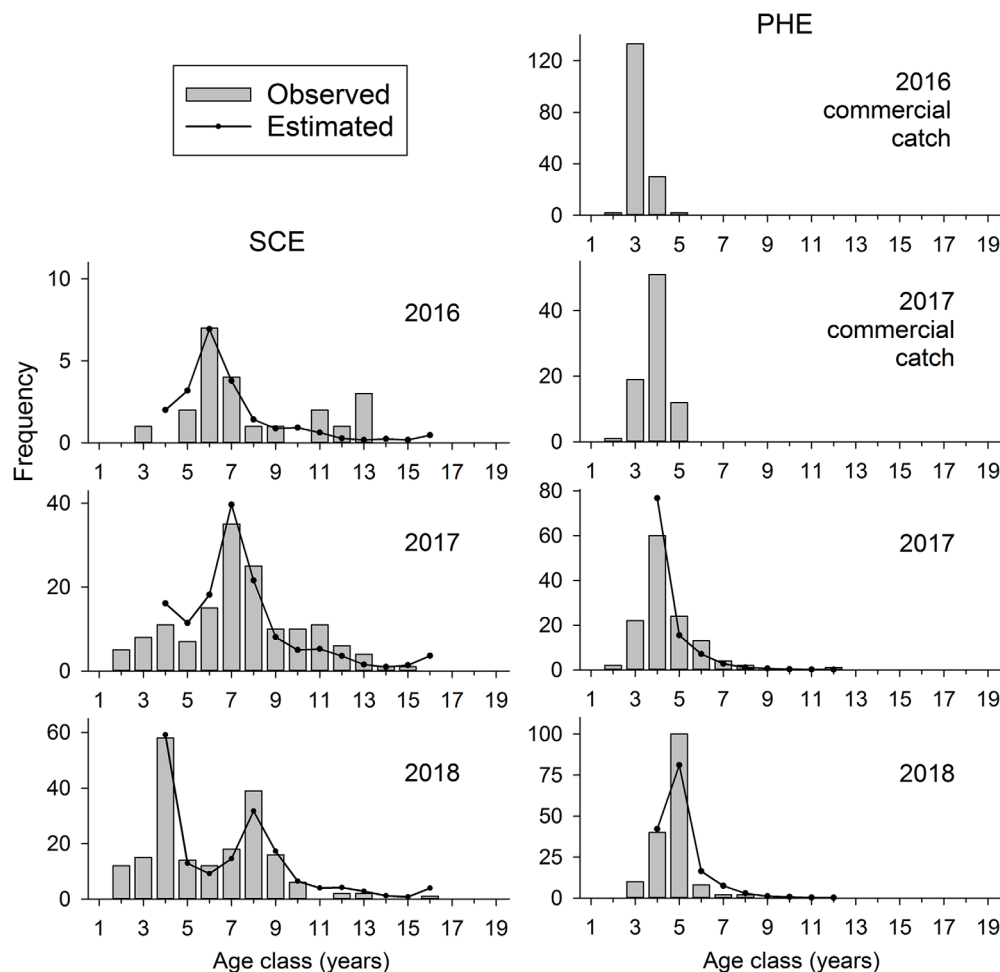 PHE
Observed
Estimated
120
80
40
0
2016
commercial
catch
1 3 5 7 9 11 13 15 17 19
SCE
10
5
0
2016
1 3 5 7 9 11 13 15 17 19
40
20
0
2017
commercial
catch
1 3 5 7 9 11 13 15 17 19
Frequency
40
20
0
2017
1 3 5 7 9 11 13 15 17 19
80
60
40
20
0
2017
1 3 5 7 9 11 13 15 17 19
60
40
20
0
2018
1 3 5 7 9 11 13 15 17 19
Age class (years)
100
75
50
25
0
2018
1 3 5 7 9 11 13 15 17 19
Age class (years)